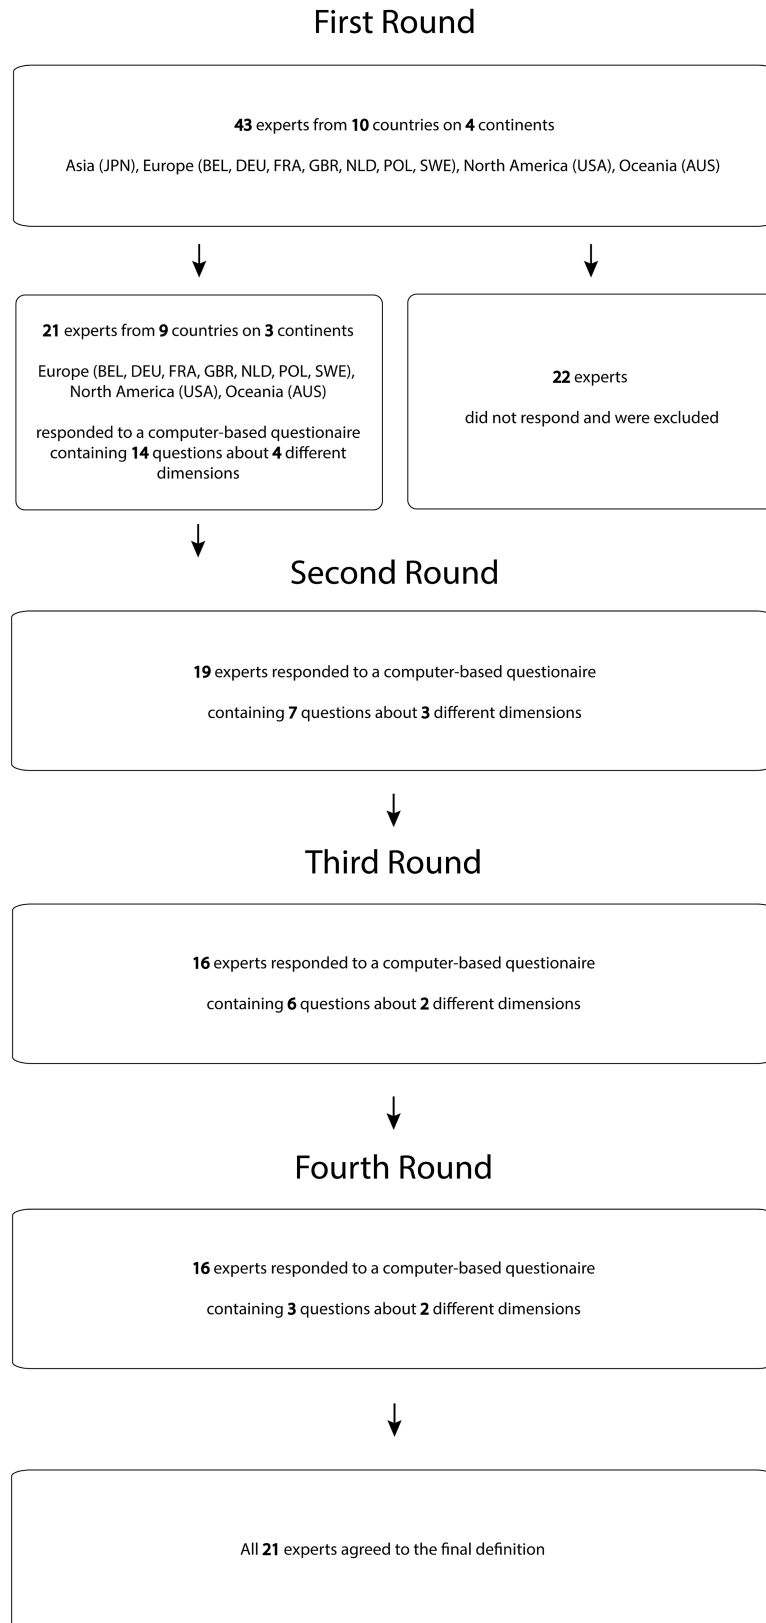 First Round
43 experts from 10 countries on 4 continents
Asia (JPN), Europe (BEL, DEU, FRA, GBR, NLD, POL, SWE), North America (USA), Oceania (AUS)
21 experts from 9 countries on 3 continents
Europe (BEL, DEU, FRA, GBR, NLD, POL, SWE),
North America (USA), Oceania (AUS)
responded to a computer-based questionaire
containing 14 questions about 4 different
dimensions
22 experts
did not respond and were excluded
Second Round
19 experts responded to a computer-based questionaire
containing 7 questions about 3 different dimensions
Third Round
16 experts responded to a computer-based questionaire
containing 6 questions about 2 different dimensions
Fourth Round
16 experts responded to a computer-based questionaire
containing 3 questions about 2 different dimensions
All 21 experts agreed to the final definition